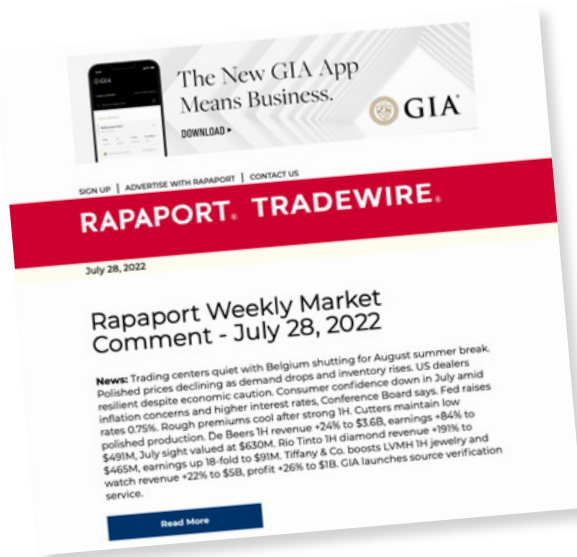 The New GIA App
Means Business.
DOWNLOAD ▸
GIA
SIGN UP | ADVERTISE WITH RAPAPORT | CONTACT US
RAPAPORT® TRADEWIRE®
July 28, 2022
Rapaport Weekly Market
Comment - July 28, 2022
News: Trading centers quiet with Belgium shutting for August summer break.
Polished prices declining as demand drops and inventory rises. US dealers
resilient despite economic caution. Consumer confidence down in July amid
inflation concerns and higher interest rates, Conference Board says. Fed raises
rates 0.75%. Rough premiums cool after strong 1H. Cutters maintain low
polished production. De Beers 1H revenue +24% to $3.6B, earnings +84% to
$491M, July sight valued at $630M. Rio Tinto 1H diamond revenue +191% to
$465M, earnings up 18-fold to $91M. Tiffany & Co. boosts LVMH 1H jewelry and
watch revenue +22% to $5B, profit +26% to $1B. GIA launches source verification
service.
Read More